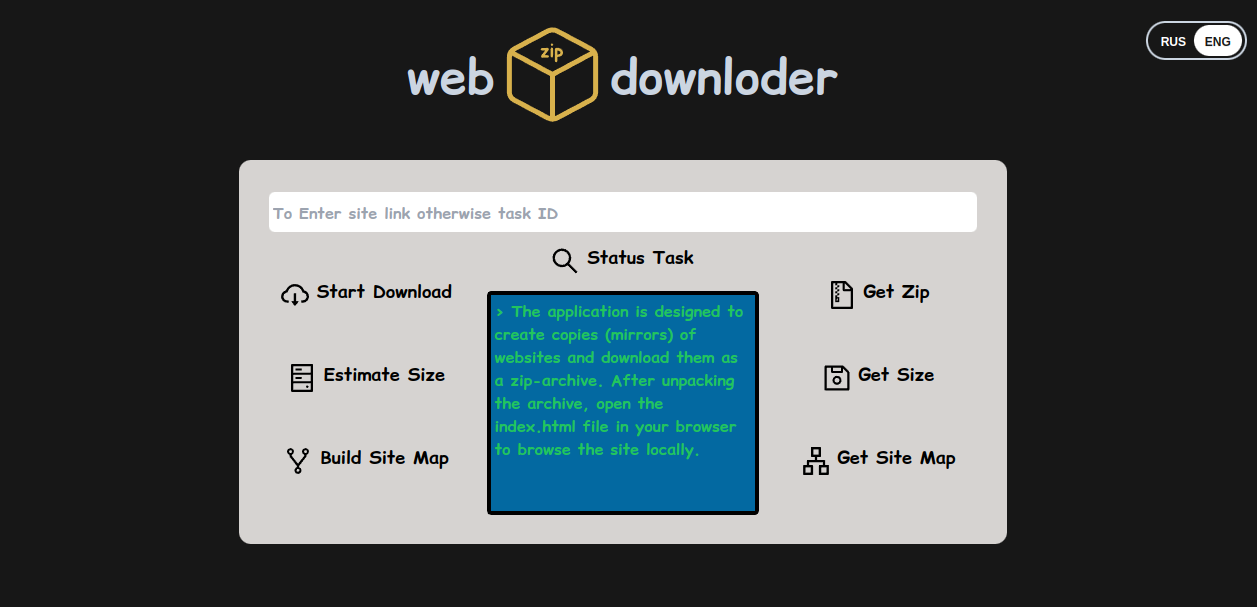 RUS ENG
web zip downloder
To Enter site link otherwise task ID
Status Task
Start Download
Estimate Size
Build Site Map
> The application is designed to
create copies (mirrors) of
websites and download them as
a zip-archive. After unpacking
the archive, open the
index.html file in your browser
to browse the site locally.
Get Zip
Get Size
Get Site Map